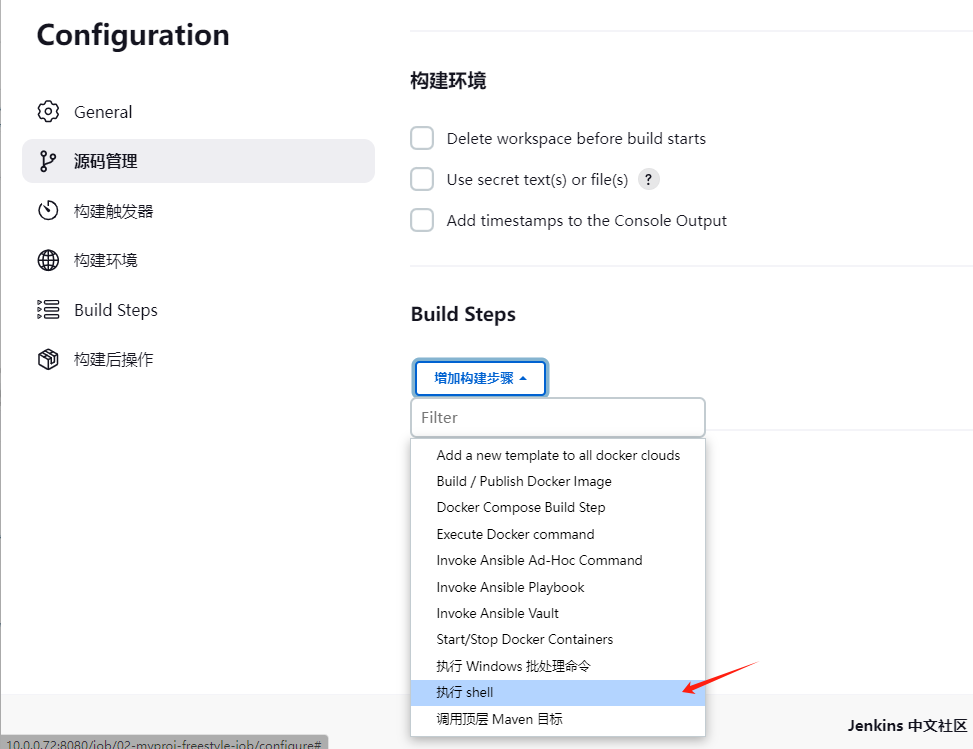 Configuration
General
源码管理
构建触发器
构建环境
Build Steps
构建后操作
构建环境
Delete workspace before build starts
Use secret text(s) or file(s) ?
Add timestamps to the Console Output
Build Steps
增加构建步骤
Filter
Add a new template to all docker clouds
Build / Publish Docker Image
Docker Compose Build Step
Execute Docker command
Invoke Ansible Ad-Hoc Command
Invoke Ansible Playbook
Invoke Ansible Vault
Start/Stop Docker Containers
执行 Windows 批处理命令
执行 shell
调用顶层 Maven 目标
Jenkins 中文社区
10.0.0.72:8080/job/02-myproj-freestyle-job/configure#